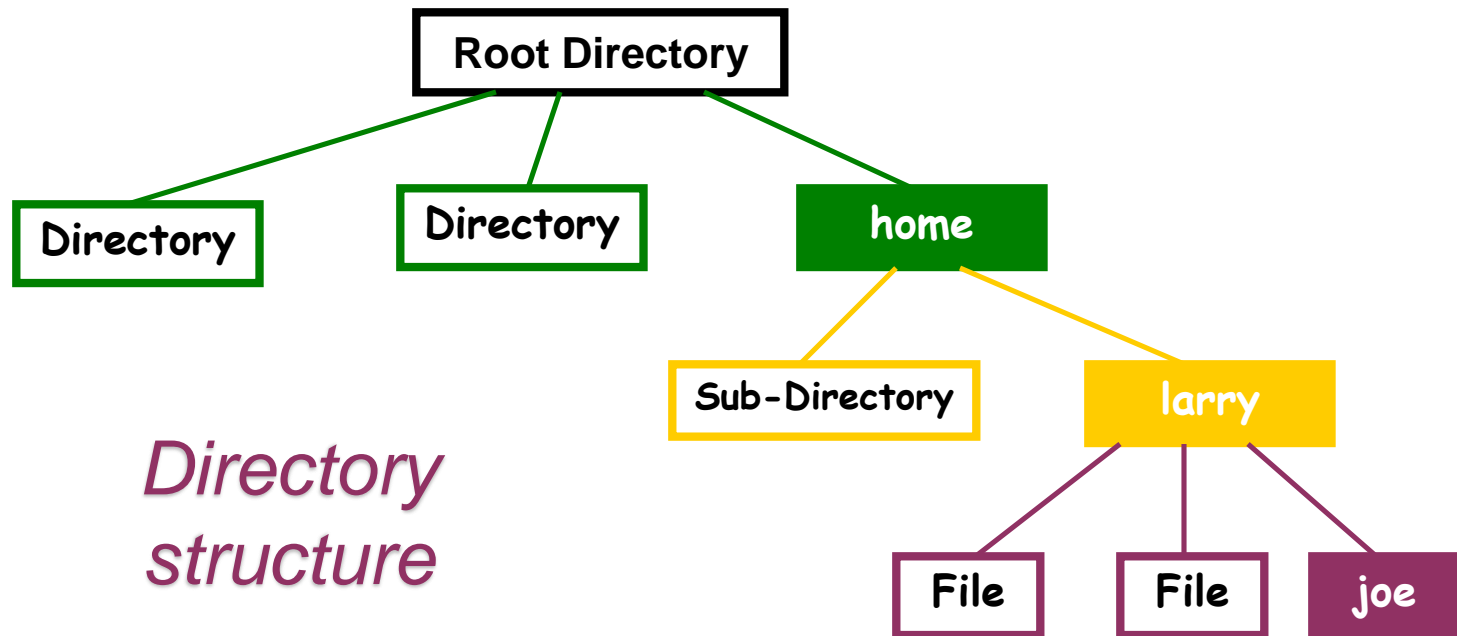 Root Directory
Directory
Directory
home
Sub-Directory
larry
Directory
structure
File
File
joe